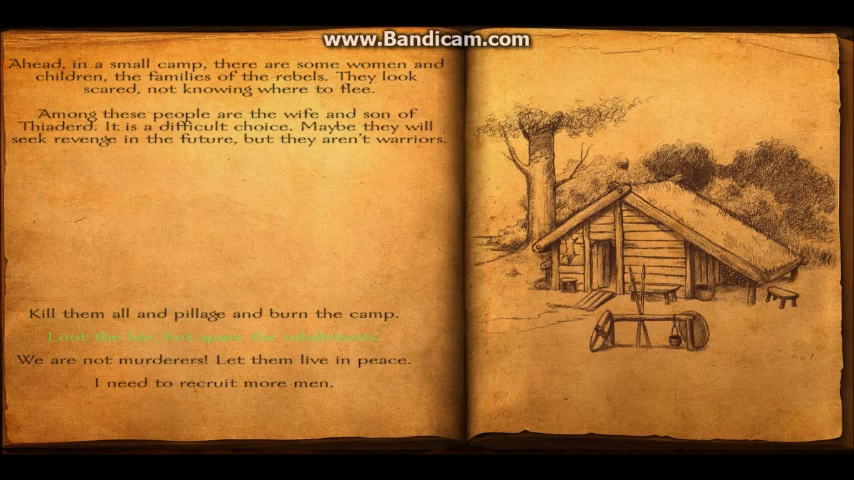 www.Bandicam.com
Ahead, in a small camp, there are some women and
children, the families of the rebels. They look
scared, not knowing where to flee.
Among these people are the wife and son of
Thiaderd. It is a difficult choice. Maybe they will
seek revenge in the future, but they aren't warriors.
Kill them all and pillage and burn the camp.
Loot the but spare the inhabitants.
We are not murderers! Let them live in peace.
I need to recruit more men.